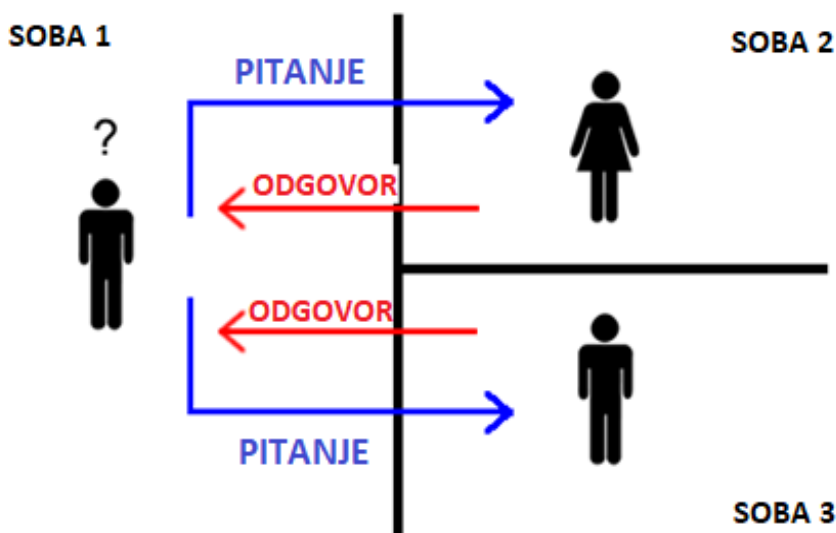 SOBA 1
SOBA 2
PITANJE
?
ODGOVOR
ODGOVOR
PITANJE
SOBA 3